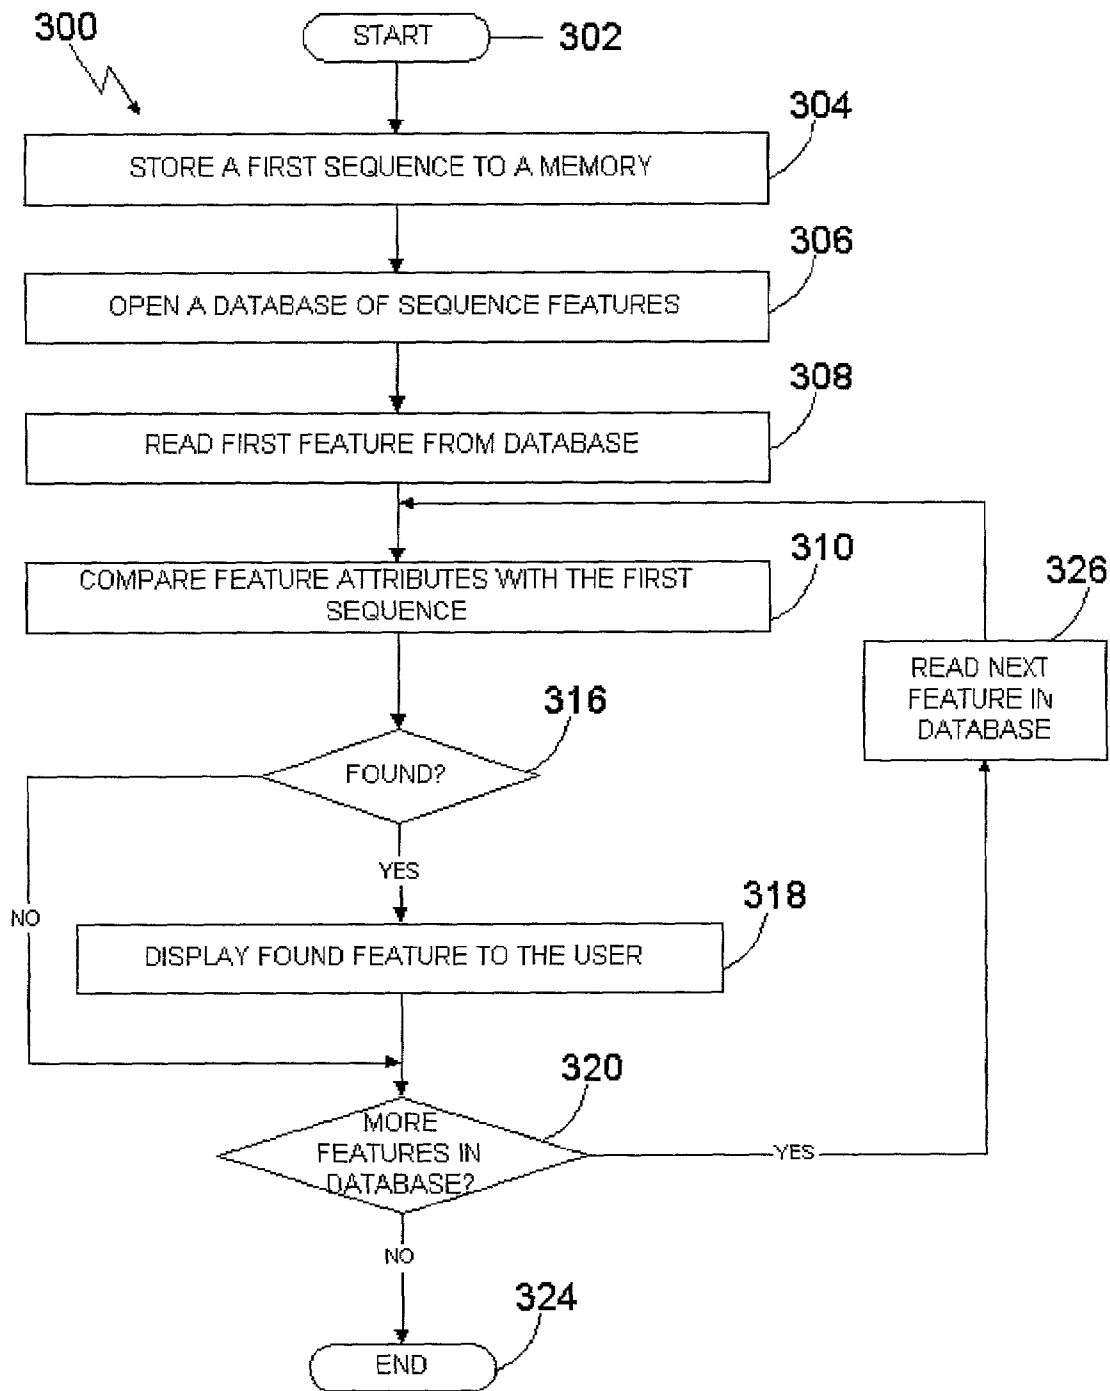 300
START
302
304
STORE A FIRST SEQUENCE TO A MEMORY
306
OPEN A DATABASE OF SEQUENCE FEATURES
308
READ FIRST FEATURE FROM DATABASE
310
COMPARE FEATURE ATTRIBUTES WITH THE FIRST
SEQUENCE
326
READ NEXT
FEATURE IN
DATABASE
316
FOUND?
YES
NO
318
DISPLAY FOUND FEATURE TO THE USER
320
MORE
FEATURES IN
DATABASE?
YES
NO
324
END